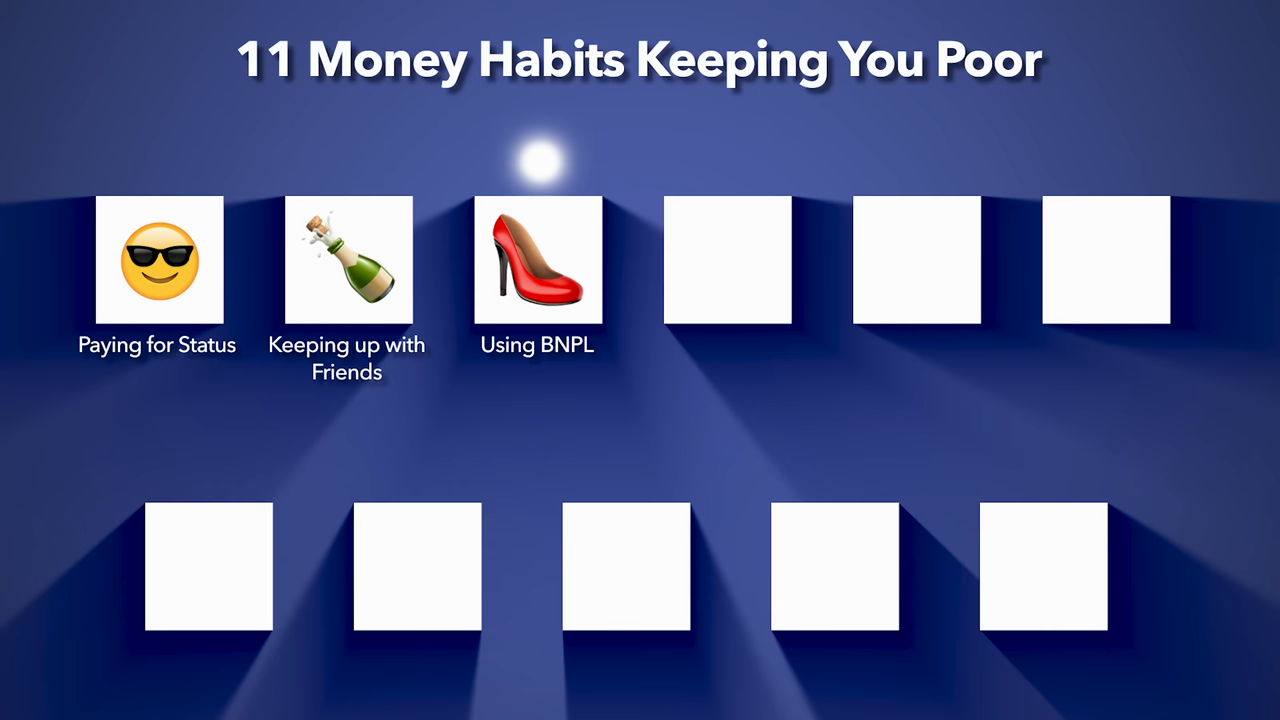 11 Money Habits Keeping You Poor
Paying for Status
Keeping up with
Friends
Using BNPL